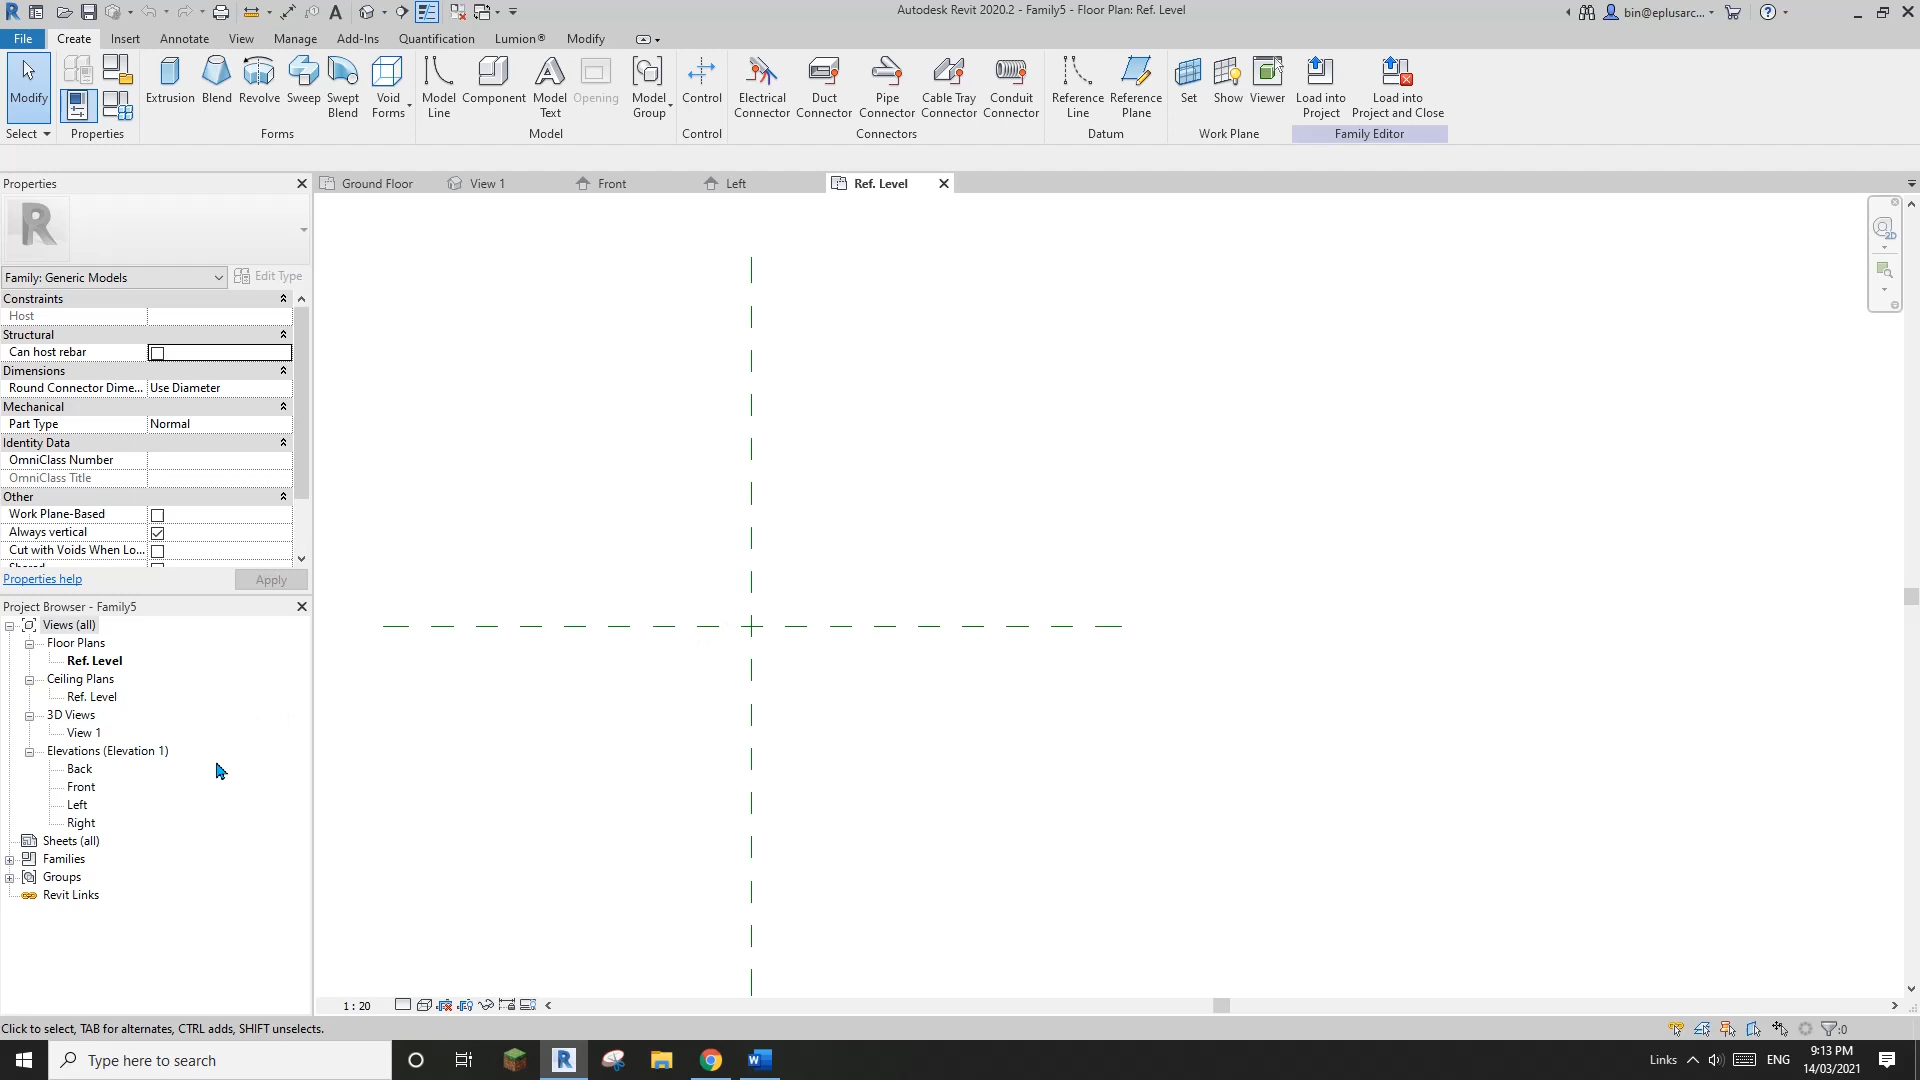 Autodesk Revit 2020.2 - Family5 - Floor Plan: Ref. Level
bin@eplusarc...
File Create Insert Annotate View Manage Add-Ins Quantification Lumion® Modify
Modify
Extrusion Blend Revolve Sweep Swept Blend Void Forms
Model Line Component Model Text Opening Model Group
Control
Electrical Connector Duct Connector Pipe Connector Cable Tray Connector Conduit Connector
Reference Line Reference Plane
Set Show Viewer
Load into Project Load into Project and Close
Select Properties Forms Model Control Connectors Datum Work Plane Family Editor
Properties
Ground Floor View 1 Front Left Ref. Level
Family: Generic Models Edit Type
Constraints
Host
Structural
Can host rebar
Dimensions
Round Connector Dime... Use Diameter
Mechanical
Part Type Normal
Identity Data
OmniClass Number
OmniClass Title
Other
Work Plane-Based
Always vertical
Cut with Voids When Lo...
Properties help Apply
Project Browser - Family5
Views (all)
Floor Plans
Ref. Level
Ceiling Plans
Ref. Level
3D Views
View 1
Elevations (Elevation 1)
Back
Front
Left
Right
Sheets (all)
Families
Groups
Revit Links
1 : 20
Click to select, TAB for alternates, CTRL adds, SHIFT unselects.
:0
Type here to search
Links ENG 9:13 PM
14/03/2021